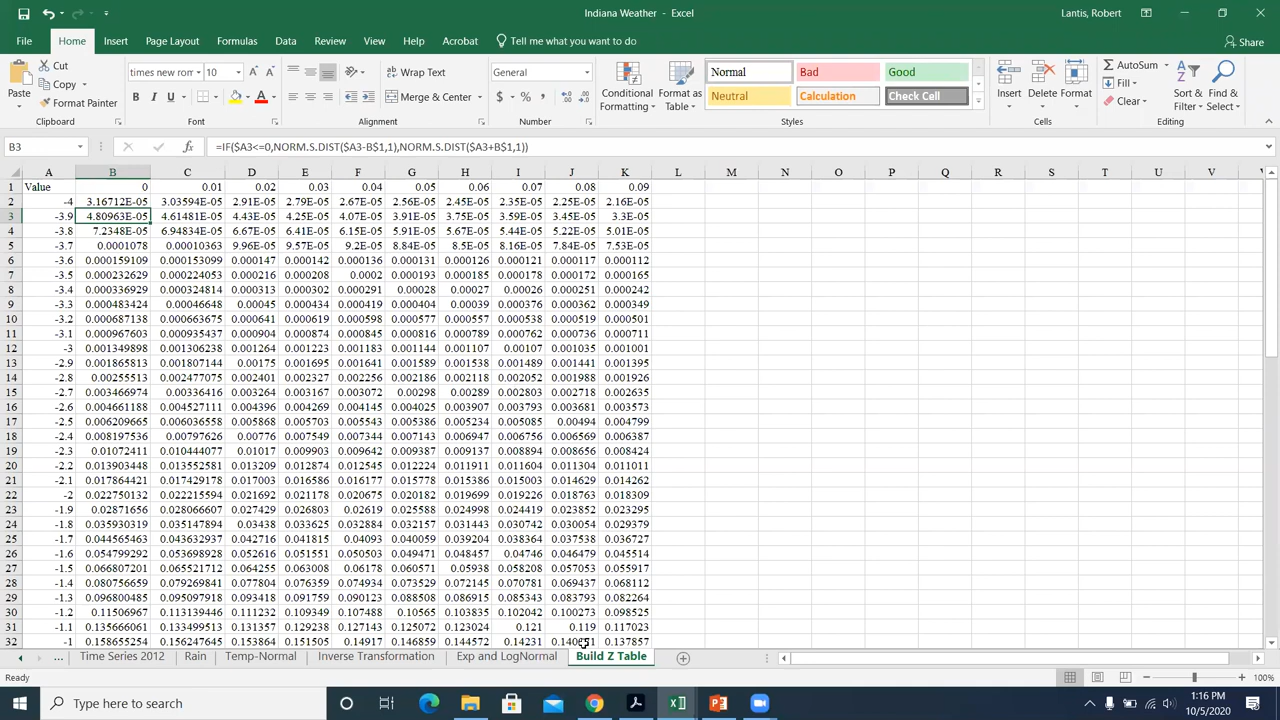 Indiana Weather - Excel
Lantis, Robert
File Home Insert Page Layout Formulas Data Review View Help Acrobat Tell me what you want to do Share
Cut
Copy
Format Painter
Paste
Clipboard
times new rom 10
Font
Wrap Text
Merge & Center
Alignment
General
Number
Conditional Formatting
Format as Table
Normal Bad Good
Neutral Calculation Check Cell
Styles
Insert Delete Format
Cells
AutoSum
Fill
Clear
Sort & Filter
Find & Select
Editing
B3 fx =IF($A3<=0,NORM.S.DIST($A3-B$1,1),NORM.S.DIST($A3+B$1,1))
A B C D E F G H I J K L M N O P Q R S T U V
1 Value 0 0.01 0.02 0.03 0.04 0.05 0.06 0.07 0.08 0.09
2 -4 3.16712E-05 3.03594E-05 2.91E-05 2.79E-05 2.67E-05 2.56E-05 2.45E-05 2.35E-05 2.25E-05 2.16E-05
3 -3.9 4.80963E-05 4.61481E-05 4.43E-05 4.25E-05 4.07E-05 3.91E-05 3.75E-05 3.59E-05 3.45E-05 3.3E-05
4 -3.8 7.2348E-05 6.94834E-05 6.67E-05 6.41E-05 6.15E-05 5.91E-05 5.67E-05 5.44E-05 5.22E-05 5.01E-05
5 -3.7 0.0001078 0.00010363 9.96E-05 9.57E-05 9.2E-05 8.84E-05 8.5E-05 8.16E-05 7.84E-05 7.53E-05
6 -3.6 0.000159109 0.000153099 0.000147 0.000142 0.000136 0.000131 0.000126 0.000121 0.000117 0.000112
7 -3.5 0.000232629 0.000224053 0.000216 0.000208 0.0002 0.000193 0.000185 0.000178 0.000172 0.000165
8 -3.4 0.000336929 0.000324814 0.000313 0.000302 0.000291 0.00028 0.00027 0.00026 0.000251 0.000242
9 -3.3 0.000483424 0.00046648 0.00045 0.000434 0.000419 0.000404 0.00039 0.000376 0.000362 0.000349
10 -3.2 0.000687138 0.000663675 0.000641 0.000619 0.000598 0.000577 0.000557 0.000538 0.000519 0.000501
11 -3.1 0.000967603 0.000935437 0.000904 0.000874 0.000845 0.000816 0.000789 0.000762 0.000736 0.000711
12 -3 0.001349898 0.001306238 0.001264 0.001223 0.001183 0.001144 0.001107 0.00107 0.001035 0.001001
13 -2.9 0.001865813 0.001807144 0.00175 0.001695 0.001641 0.001589 0.001538 0.001489 0.001441 0.001395
14 -2.8 0.00255513 0.002477075 0.002401 0.002327 0.002256 0.002186 0.002118 0.002052 0.001988 0.001926
15 -2.7 0.003466974 0.00336416 0.003264 0.003167 0.003072 0.00298 0.00289 0.002803 0.002718 0.002635
16 -2.6 0.004661188 0.004527111 0.004396 0.004269 0.004145 0.004025 0.003907 0.003793 0.003681 0.003573
17 -2.5 0.006209665 0.006036558 0.005868 0.005703 0.005543 0.005386 0.005234 0.005085 0.00494 0.004799
18 -2.4 0.008197536 0.00797626 0.00776 0.007549 0.007344 0.007143 0.006947 0.006756 0.006569 0.006387
19 -2.3 0.01072411 0.010444077 0.01017 0.009903 0.009642 0.009387 0.009137 0.008894 0.008656 0.008424
20 -2.2 0.013903448 0.013552581 0.013209 0.012874 0.012545 0.012224 0.011911 0.011604 0.011304 0.011011
21 -2.1 0.017864421 0.017429178 0.017003 0.016586 0.016177 0.015778 0.015386 0.015003 0.014629 0.014262
22 -2 0.022750132 0.022215594 0.021692 0.021178 0.020675 0.020182 0.019699 0.019226 0.018763 0.018309
23 -1.9 0.02871656 0.028066607 0.027429 0.026803 0.02619 0.025588 0.024998 0.024419 0.023852 0.023295
24 -1.8 0.035930319 0.035147894 0.03438 0.033625 0.032884 0.032157 0.031443 0.030742 0.030054 0.029379
25 -1.7 0.044565463 0.043632937 0.042716 0.041815 0.04093 0.040059 0.039204 0.038364 0.037538 0.036727
26 -1.6 0.054799292 0.053698928 0.052616 0.051551 0.050503 0.049471 0.048457 0.04746 0.046479 0.045514
27 -1.5 0.066807201 0.065521712 0.064255 0.063008 0.06178 0.060571 0.05938 0.058208 0.057053 0.055917
28 -1.4 0.080756659 0.079269841 0.077804 0.076359 0.074934 0.073529 0.072145 0.070781 0.069437 0.068112
29 -1.3 0.096800485 0.095097918 0.093418 0.091759 0.090123 0.088508 0.086915 0.085343 0.083793 0.082264
30 -1.2 0.11506967 0.113139446 0.111232 0.109349 0.107488 0.10565 0.103835 0.102042 0.100273 0.098525
31 -1.1 0.135666061 0.133499513 0.131357 0.129238 0.127143 0.125072 0.123024 0.121 0.119 0.117023
32 -1 0.158655254 0.156247645 0.153864 0.151505 0.14917 0.146859 0.144572 0.14231 0.137857
... Time Series 2012 Rain Temp-Normal Inverse Transformation Exp and LogNormal Build Z Table
Ready 100%
Type here to search
1:16 PM
10/5/2020